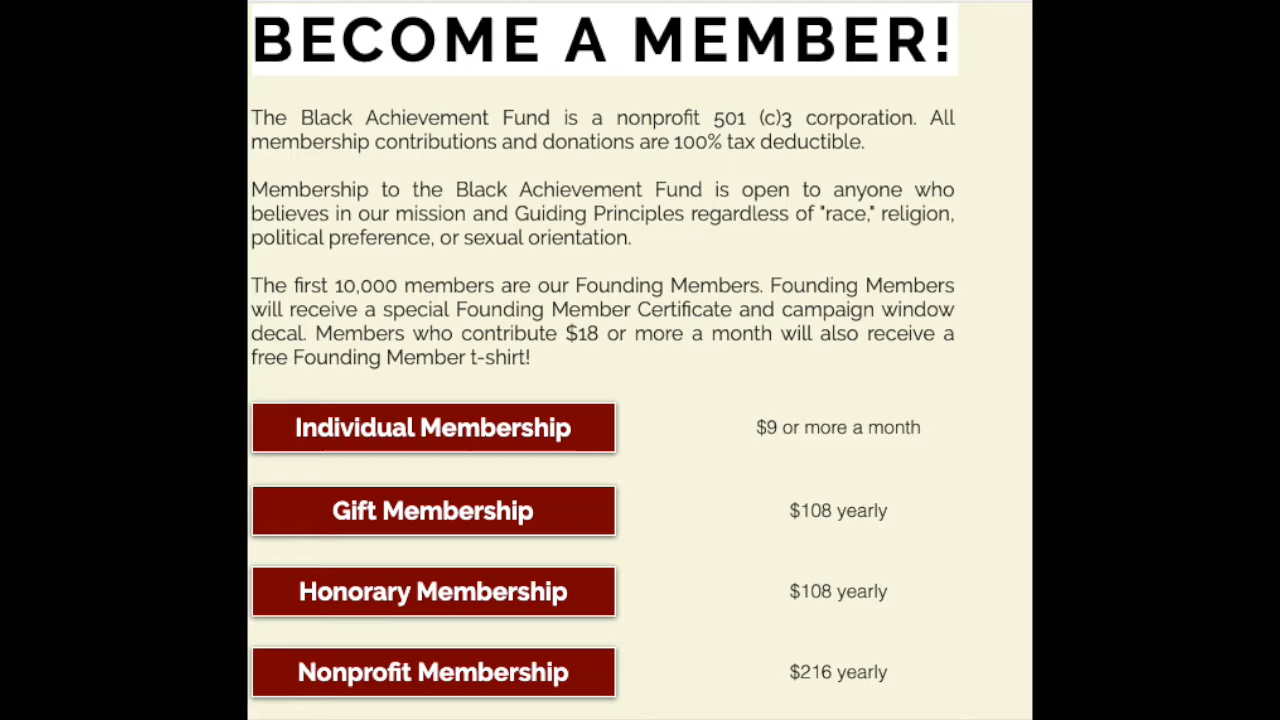 BECOME A MEMBER!
The Black Achievement Fund is a nonprofit 501 (c)3 corporation. All
membership contributions and donations are 100% tax deductible.
Membership to the Black Achievement Fund is open to anyone who
believes in our mission and Guiding Principles regardless of "race," religion,
political preference, or sexual orientation.
The first 10,000 members are our Founding Members. Founding Members
will receive a special Founding Member Certificate and campaign window
decal. Members who contribute $18 or more a month will also receive a
free Founding Member t-shirt!
Individual Membership $9 or more a month
Gift Membership $108 yearly
Honorary Membership $108 yearly
Nonprofit Membership $216 yearly